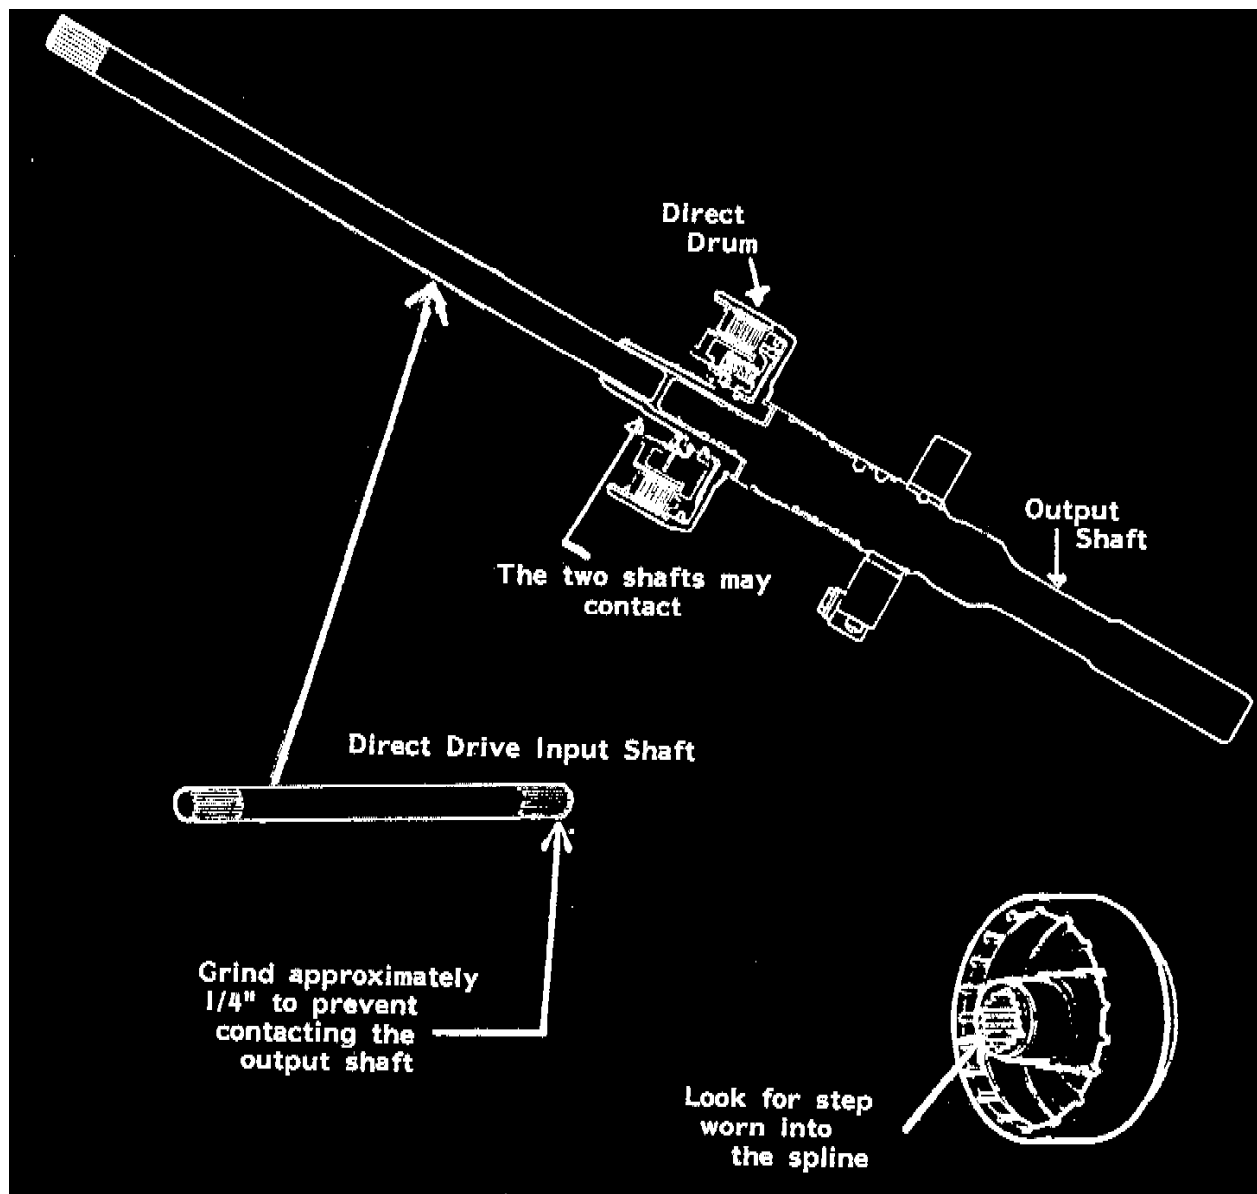 Direct
Drum
Output
Shaft
The two shafts may
contact
Direct Drive Input Shaft
Grind approximately
1/4" to prevent
contacting the
output shaft
Look for step
worn into
the spline